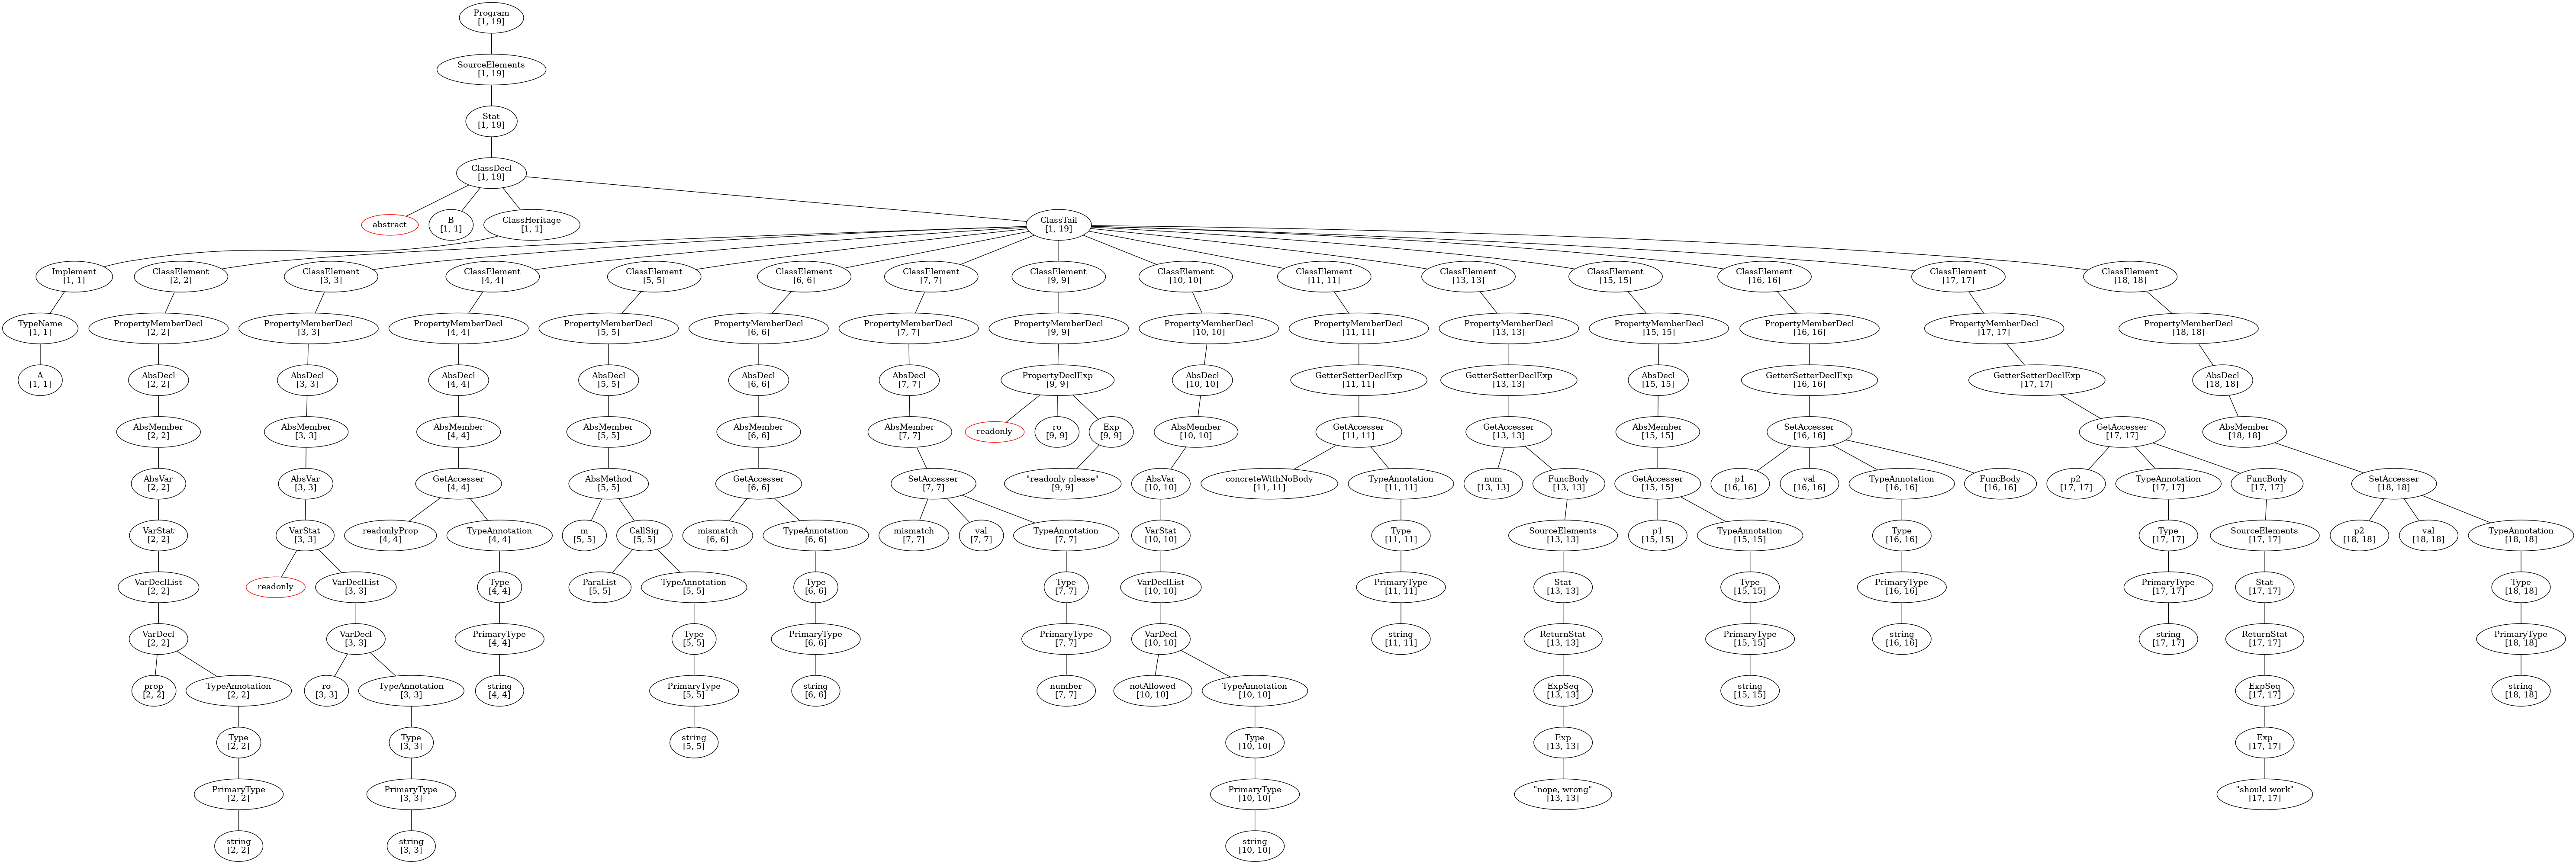 Program
[1, 19]
SourceElements
[1, 19]
Stat
[1, 19]
ClassDecl
[1, 19]
abstract
B
[1, 1]
ClassHeritage
[1, 1]
ClassTail
[1, 19]
Implement
[1, 1]
ClassElement
[2, 2]
ClassElement
[3, 3]
ClassElement
[4, 4]
ClassElement
[5, 5]
ClassElement
[6, 6]
ClassElement
[7, 7]
ClassElement
[9, 9]
ClassElement
[10, 10]
ClassElement
[11, 11]
ClassElement
[13, 13]
ClassElement
[15, 15]
ClassElement
[16, 16]
ClassElement
[17, 17]
ClassElement
[18, 18]
TypeName
[1, 1]
PropertyMemberDecl
[2, 2]
PropertyMemberDecl
[3, 3]
PropertyMemberDecl
[4, 4]
PropertyMemberDecl
[5, 5]
PropertyMemberDecl
[6, 6]
PropertyMemberDecl
[7, 7]
PropertyMemberDecl
[9, 9]
PropertyMemberDecl
[10, 10]
PropertyMemberDecl
[11, 11]
PropertyMemberDecl
[13, 13]
PropertyMemberDecl
[15, 15]
PropertyMemberDecl
[16, 16]
PropertyMemberDecl
[17, 17]
PropertyMemberDecl
[18, 18]
A
[1, 1]
AbsDecl
[2, 2]
AbsDecl
[3, 3]
AbsDecl
[4, 4]
AbsDecl
[5, 5]
AbsDecl
[6, 6]
AbsDecl
[7, 7]
PropertyDeclExp
[9, 9]
AbsDecl
[10, 10]
GetterSetterDeclExp
[11, 11]
GetterSetterDeclExp
[13, 13]
AbsDecl
[15, 15]
GetterSetterDeclExp
[16, 16]
GetterSetterDeclExp
[17, 17]
AbsDecl
[18, 18]
AbsMember
[2, 2]
AbsMember
[3, 3]
AbsMember
[4, 4]
AbsMember
[5, 5]
AbsMember
[6, 6]
AbsMember
[7, 7]
readonly
ro
[9, 9]
Exp
[9, 9]
AbsMember
[10, 10]
GetAccesser
[11, 11]
GetAccesser
[13, 13]
AbsMember
[15, 15]
SetAccesser
[16, 16]
GetAccesser
[17, 17]
AbsMember
[18, 18]
AbsVar
[2, 2]
AbsVar
[3, 3]
GetAccesser
[4, 4]
AbsMethod
[5, 5]
GetAccesser
[6, 6]
SetAccesser
[7, 7]
"readonly please"
[9, 9]
AbsVar
[10, 10]
concreteWithNoBody
[11, 11]
TypeAnnotation
[11, 11]
num
[13, 13]
FuncBody
[13, 13]
GetAccesser
[15, 15]
p1
[16, 16]
val
[16, 16]
TypeAnnotation
[16, 16]
FuncBody
[16, 16]
p2
[17, 17]
TypeAnnotation
[17, 17]
FuncBody
[17, 17]
SetAccesser
[18, 18]
VarStat
[2, 2]
VarStat
[3, 3]
readonlyProp
[4, 4]
TypeAnnotation
[4, 4]
m
[5, 5]
CallSig
[5, 5]
mismatch
[6, 6]
TypeAnnotation
[6, 6]
mismatch
[7, 7]
val
[7, 7]
TypeAnnotation
[7, 7]
VarStat
[10, 10]
Type
[11, 11]
SourceElements
[13, 13]
p1
[15, 15]
TypeAnnotation
[15, 15]
Type
[16, 16]
Type
[17, 17]
SourceElements
[17, 17]
p2
[18, 18]
val
[18, 18]
TypeAnnotation
[18, 18]
VarDeclList
[2, 2]
readonly
VarDeclList
[3, 3]
Type
[4, 4]
ParaList
[5, 5]
TypeAnnotation
[5, 5]
Type
[6, 6]
Type
[7, 7]
VarDeclList
[10, 10]
PrimaryType
[11, 11]
Stat
[13, 13]
Type
[15, 15]
PrimaryType
[16, 16]
PrimaryType
[17, 17]
Stat
[17, 17]
Type
[18, 18]
VarDecl
[2, 2]
VarDecl
[3, 3]
PrimaryType
[4, 4]
Type
[5, 5]
PrimaryType
[6, 6]
PrimaryType
[7, 7]
VarDecl
[10, 10]
string
[11, 11]
ReturnStat
[13, 13]
PrimaryType
[15, 15]
string
[16, 16]
string
[17, 17]
ReturnStat
[17, 17]
PrimaryType
[18, 18]
prop
[2, 2]
TypeAnnotation
[2, 2]
ro
[3, 3]
TypeAnnotation
[3, 3]
string
[4, 4]
PrimaryType
[5, 5]
string
[6, 6]
number
[7, 7]
notAllowed
[10, 10]
TypeAnnotation
[10, 10]
ExpSeq
[13, 13]
string
[15, 15]
ExpSeq
[17, 17]
string
[18, 18]
Type
[2, 2]
Type
[3, 3]
string
[5, 5]
Type
[10, 10]
Exp
[13, 13]
Exp
[17, 17]
PrimaryType
[2, 2]
PrimaryType
[3, 3]
PrimaryType
[10, 10]
"nope, wrong"
[13, 13]
"should work"
[17, 17]
string
[2, 2]
string
[3, 3]
string
[10, 10]